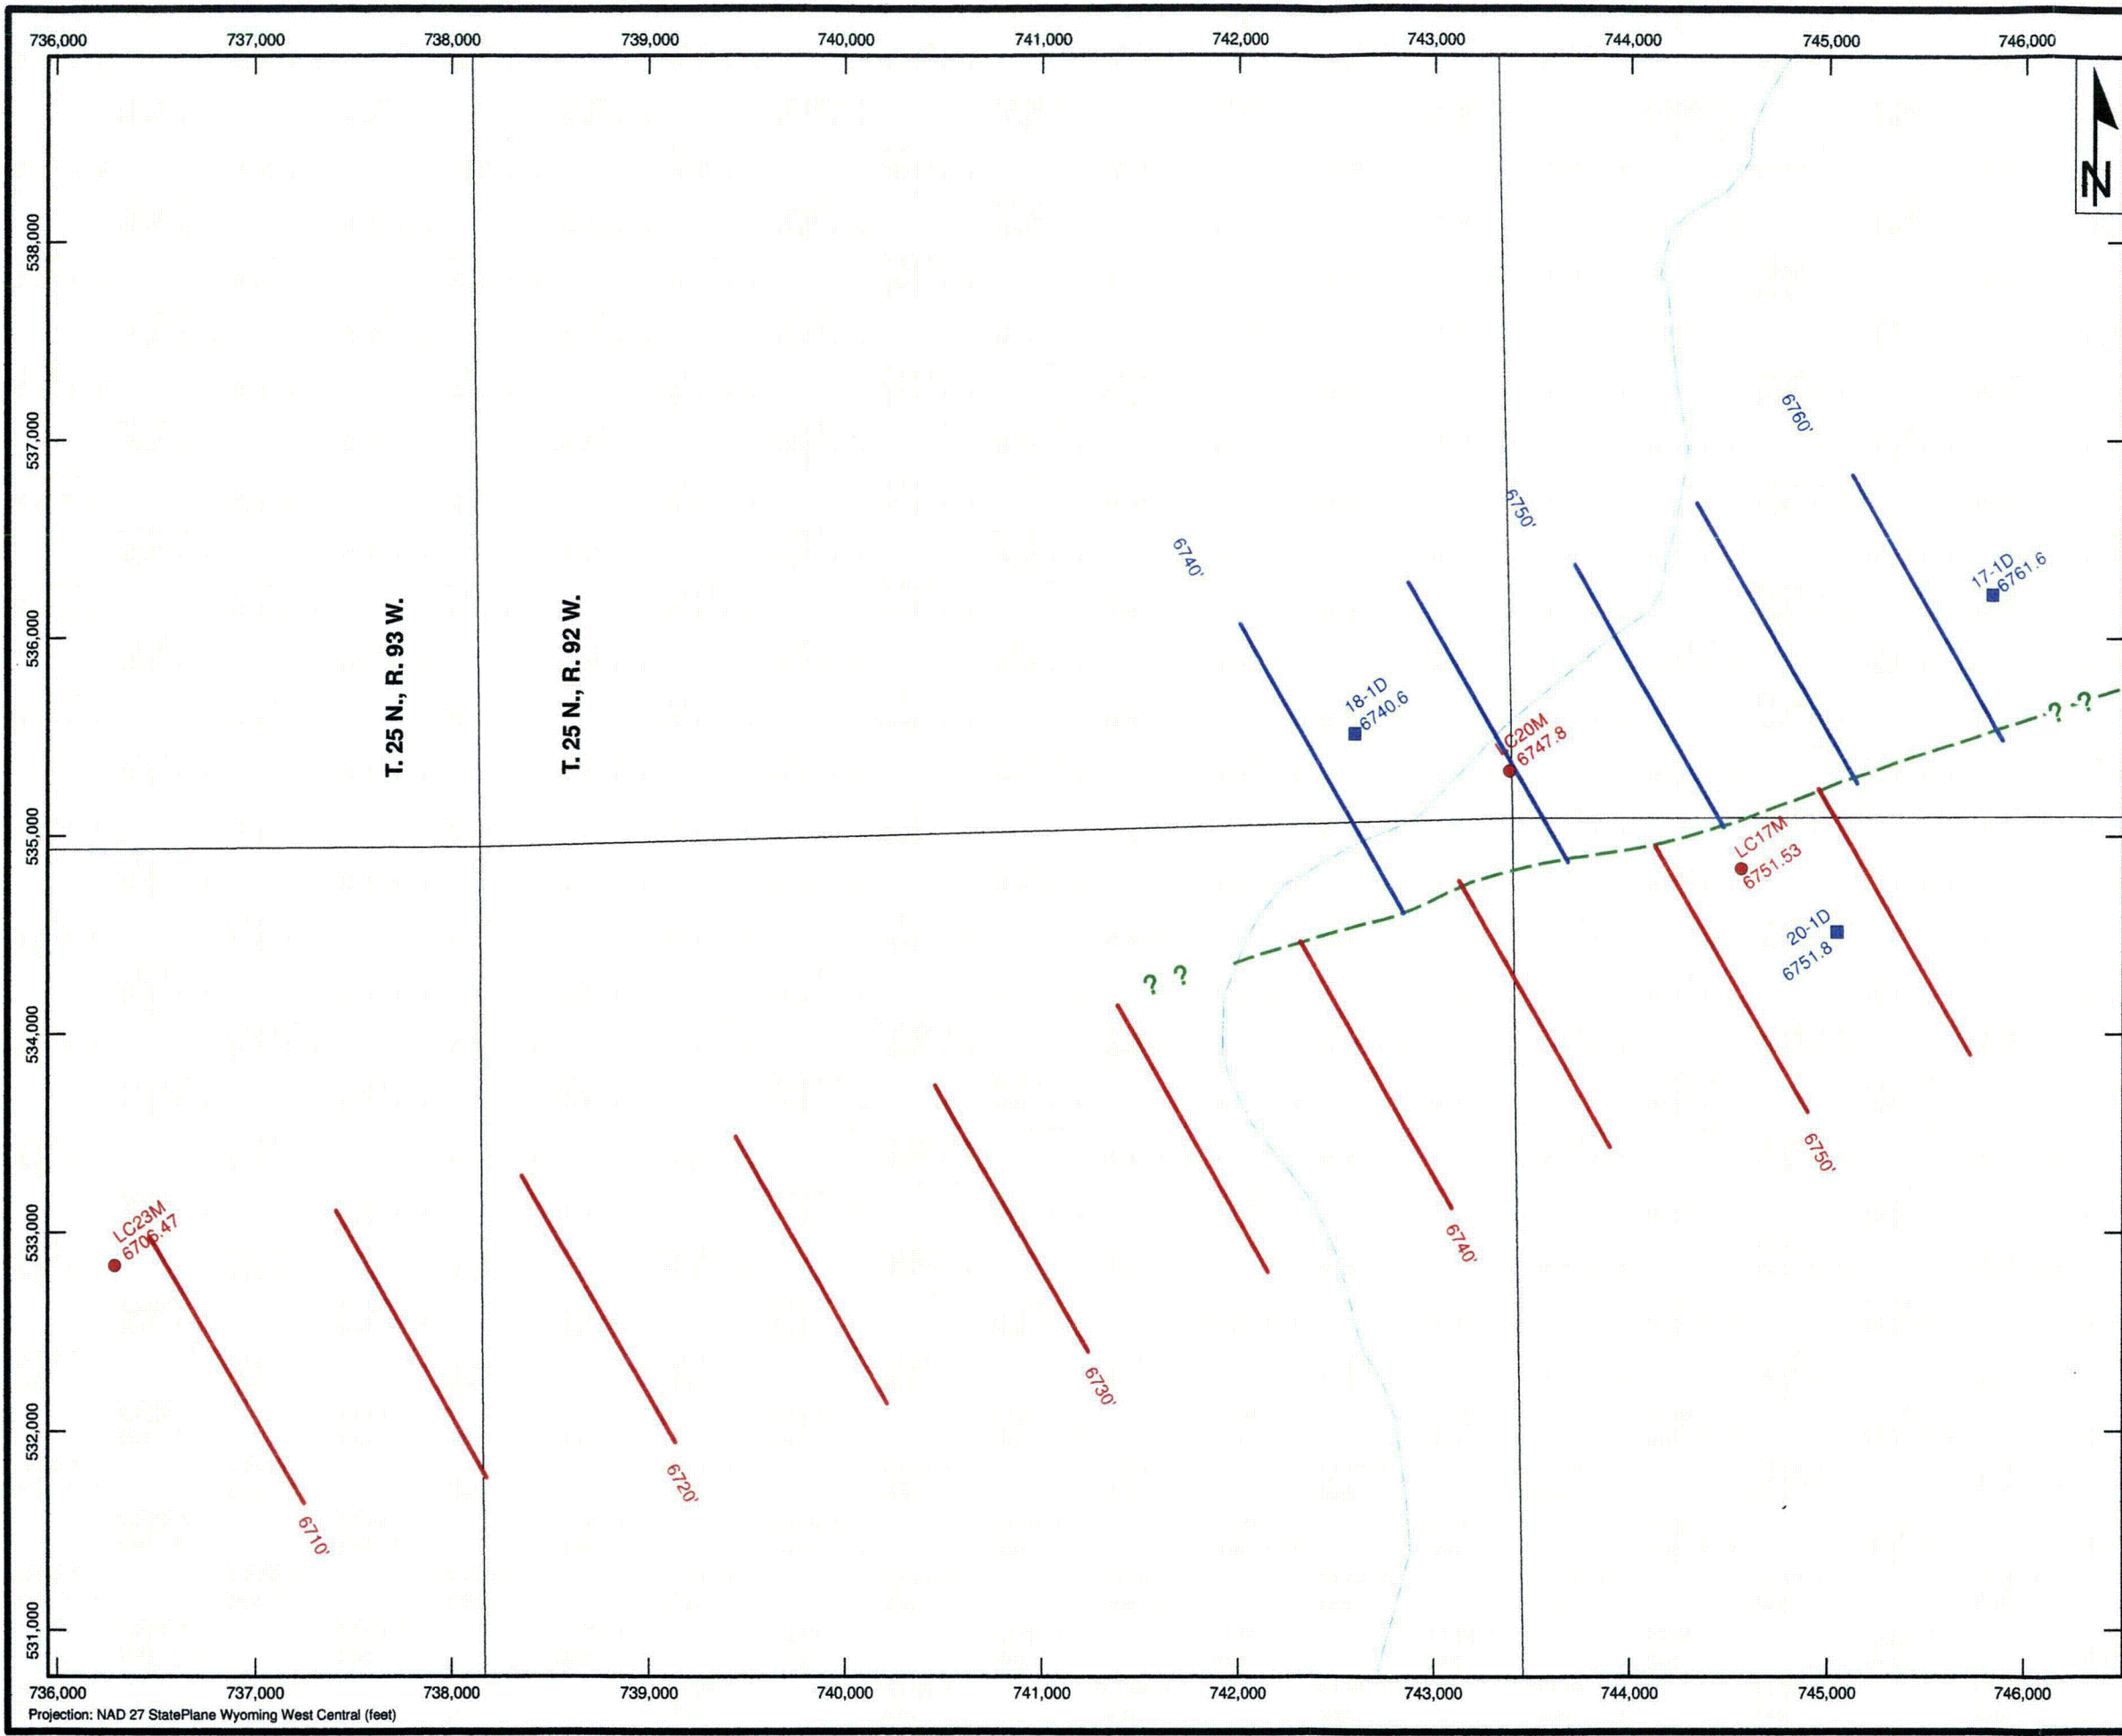 736,000 737,000 738,000 739,000 740,000 741,000 742,000 743,000 744,000 745,000 746,000
N
538,000
537,000
536,000
535,000
534,000
533,000
532,000
531,000
6760'
6750'
6740'
17-1D
6761.6
T. 25 N., R. 93 W.
T. 25 N., R. 92 W.
18-1D
6740.6
LC20M
6747.8
? - ?
LC17M
6751.53
20-1D
6751.8
? ?
6750'
LC23M
6706.47
6740'
6730'
6720'
6710'
736,000 737,000 738,000 739,000 740,000 741,000 742,000 743,000 744,000 745,000 746,000
Projection: NAD 27 StatePlane Wyoming West Central (feet)